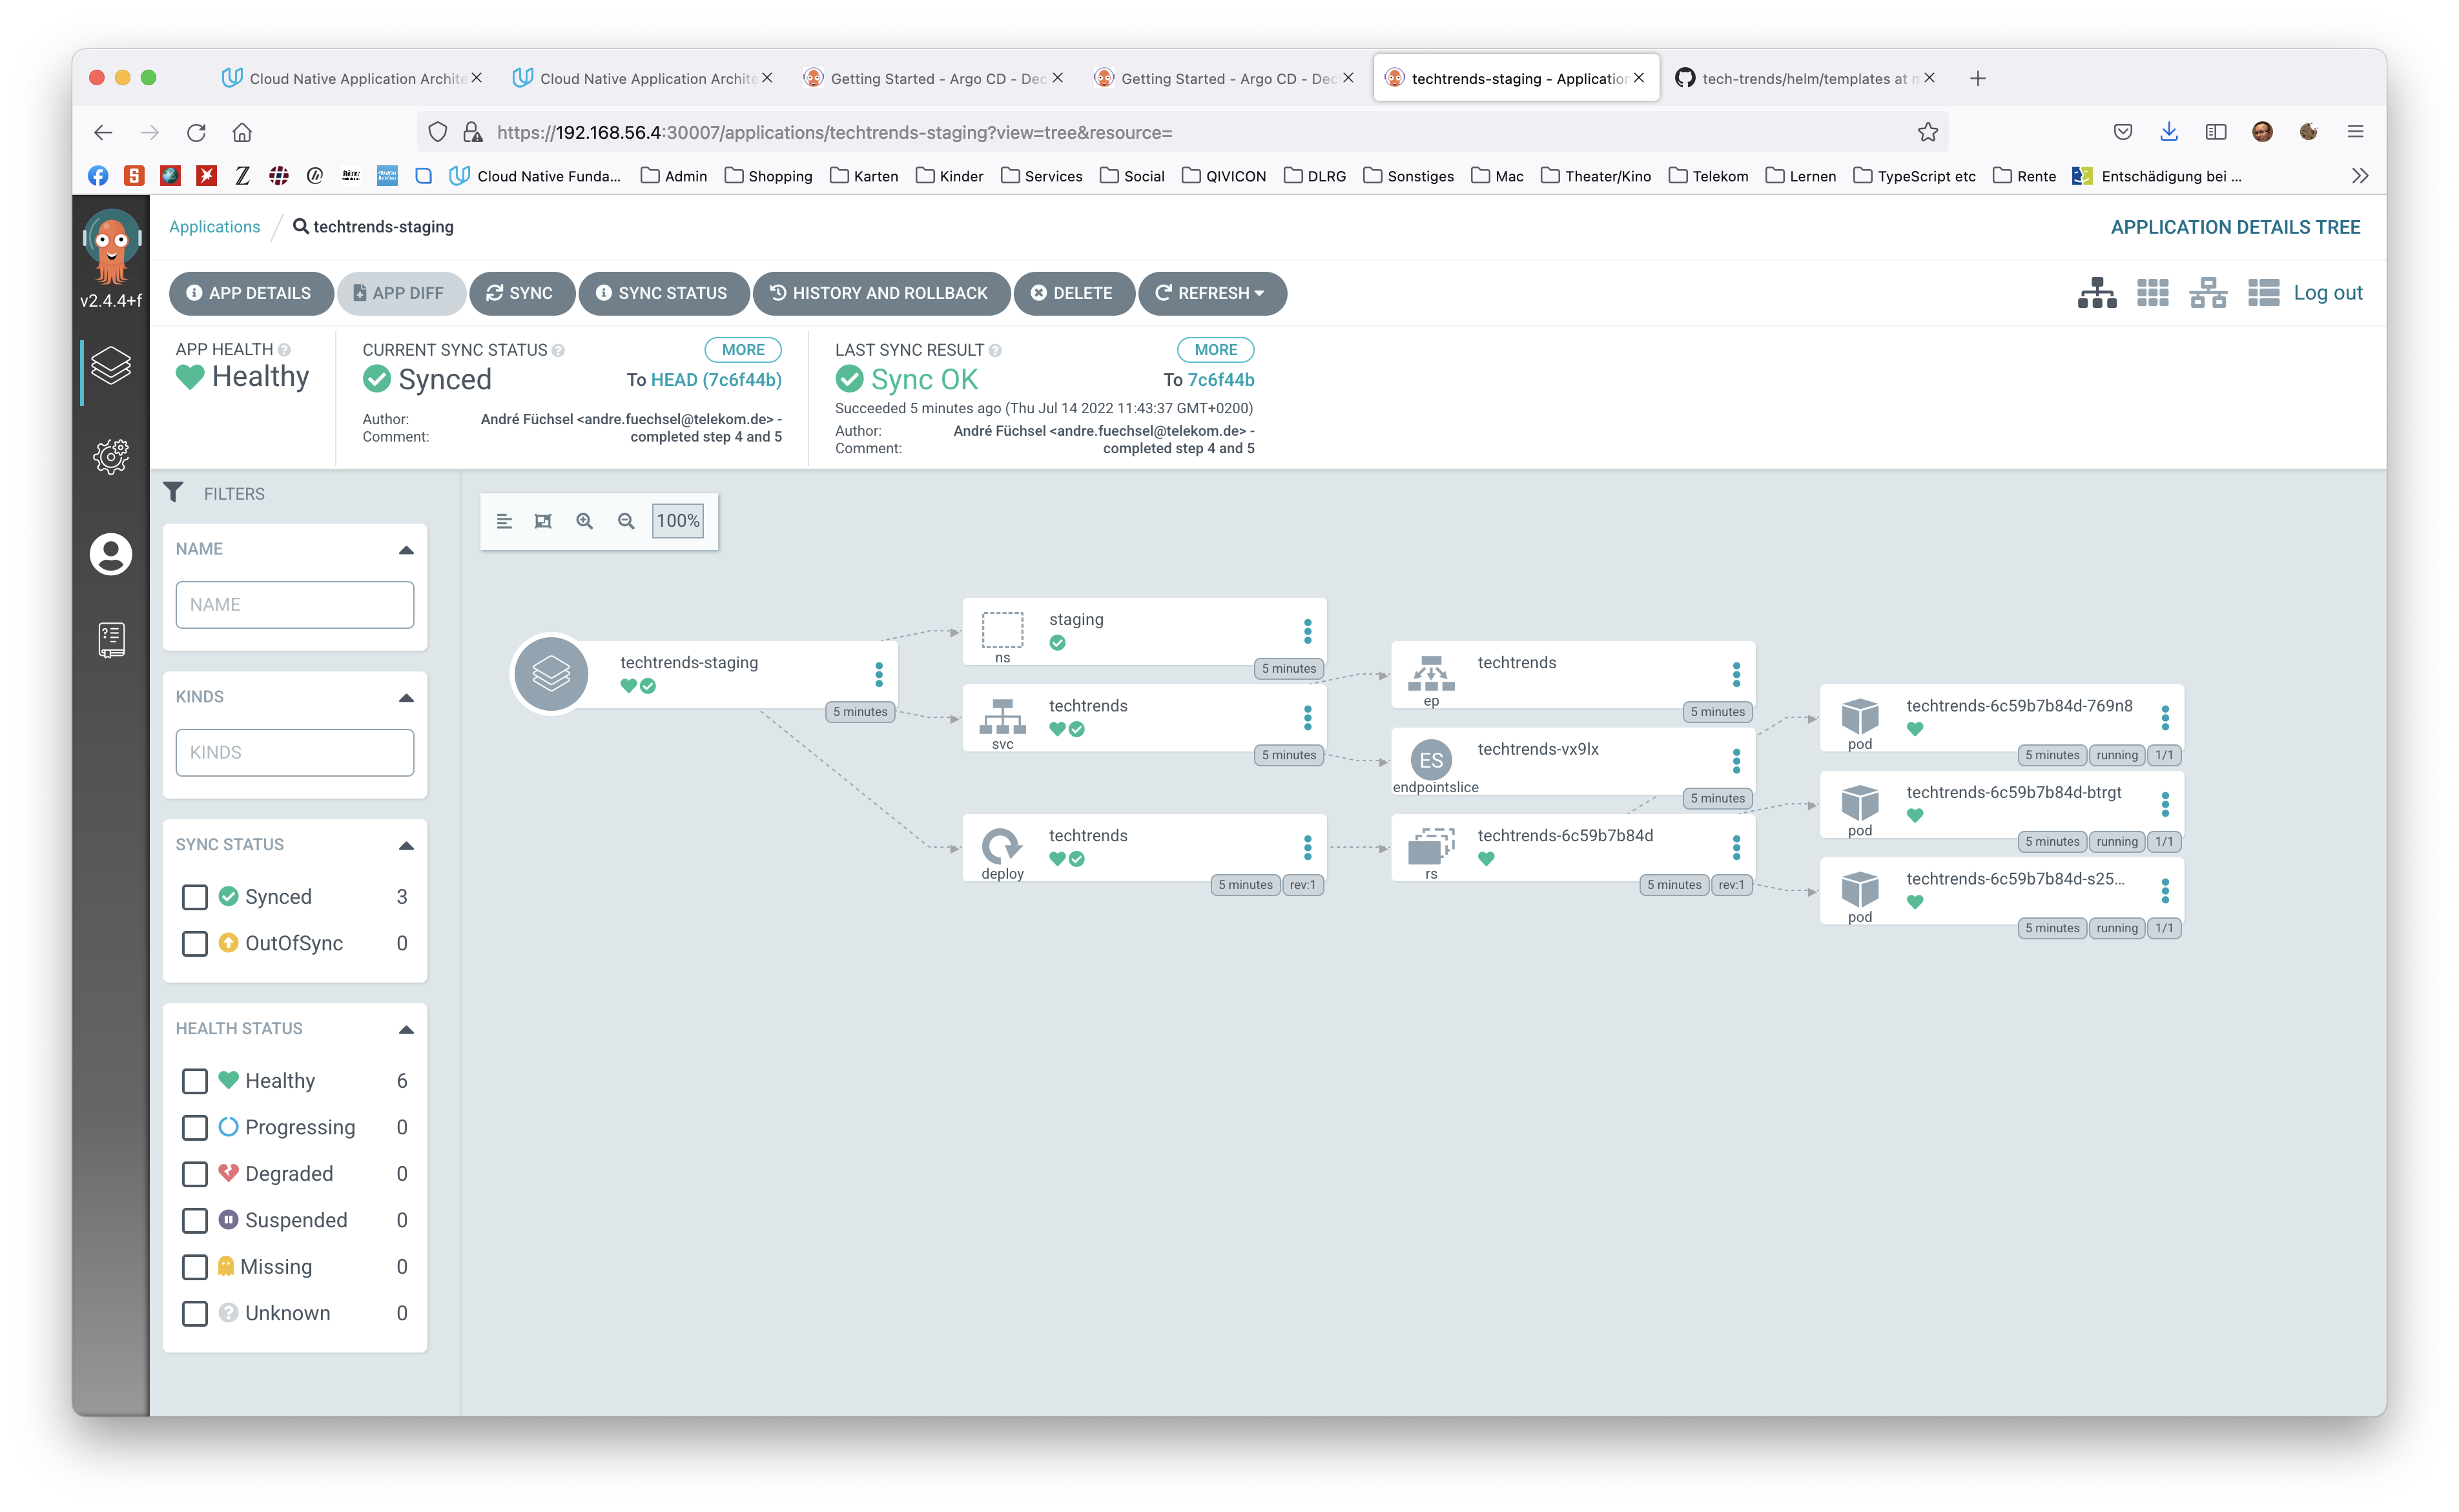 Cloud Native Application Archite
Cloud Native Application Archite
Getting Started - Argo CD - Dec
Getting Started - Argo CD - Dec
techtrends-staging - Application
tech-trends/helm/templates at m
https://192.168.56.4:30007/applications/techtrends-staging?view=tree&resource=
Cloud Native Funda...
Admin
Shopping
Karten
Kinder
Services
Social
QIVICON
DLRG
Sonstiges
Mac
Theater/Kino
Telekom
Lernen
TypeScript etc
Rente
Entschädigung bei ...
v2.4.4+f
Applications
techtrends-staging
APPLICATION DETAILS TREE
APP DETAILS
APP DIFF
SYNC
SYNC STATUS
HISTORY AND ROLLBACK
DELETE
REFRESH
Log out
APP HEALTH
Healthy
CURRENT SYNC STATUS
MORE
Synced
To HEAD (7c6f44b)
Author: André Füchsel <andre.fuechsel@telekom.de> -
Comment: completed step 4 and 5
LAST SYNC RESULT
MORE
Sync OK
To 7c6f44b
Succeeded 5 minutes ago (Thu Jul 14 2022 11:43:37 GMT+0200)
Author: André Füchsel <andre.fuechsel@telekom.de> -
Comment: completed step 4 and 5
FILTERS
NAME
NAME
KINDS
KINDS
SYNC STATUS
Synced 3
OutOfSync 0
HEALTH STATUS
Healthy 6
Progressing 0
Degraded 0
Suspended 0
Missing 0
Unknown 0
100%
techtrends-staging
5 minutes
staging
ns
5 minutes
techtrends
svc
5 minutes
techtrends
deploy
5 minutes rev:1
techtrends
ep
5 minutes
ES
techtrends-vx9lx
endpointslice
5 minutes
techtrends-6c59b7b84d
rs
5 minutes rev:1
techtrends-6c59b7b84d-769n8
pod
5 minutes running 1/1
techtrends-6c59b7b84d-btrgt
pod
5 minutes running 1/1
techtrends-6c59b7b84d-s25...
pod
5 minutes running 1/1